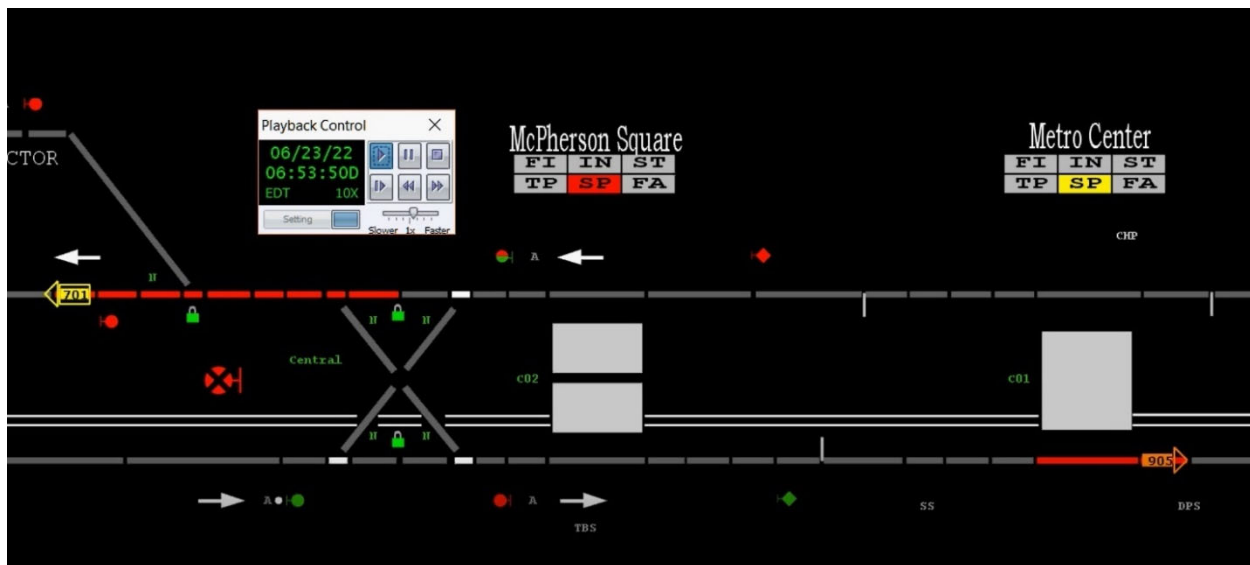 Playback Control
06/23/22
06:53:50D
EDT 10X
Setting
Slower 1x Faster
McPherson Square
FI IN ST
TP SP FA
Metro Center
FI IN ST
TP SP FA
CHP
CTOR
A
N
701
N N
Central
C02
C01
N N
905
A
A
TBS
SS
DPS